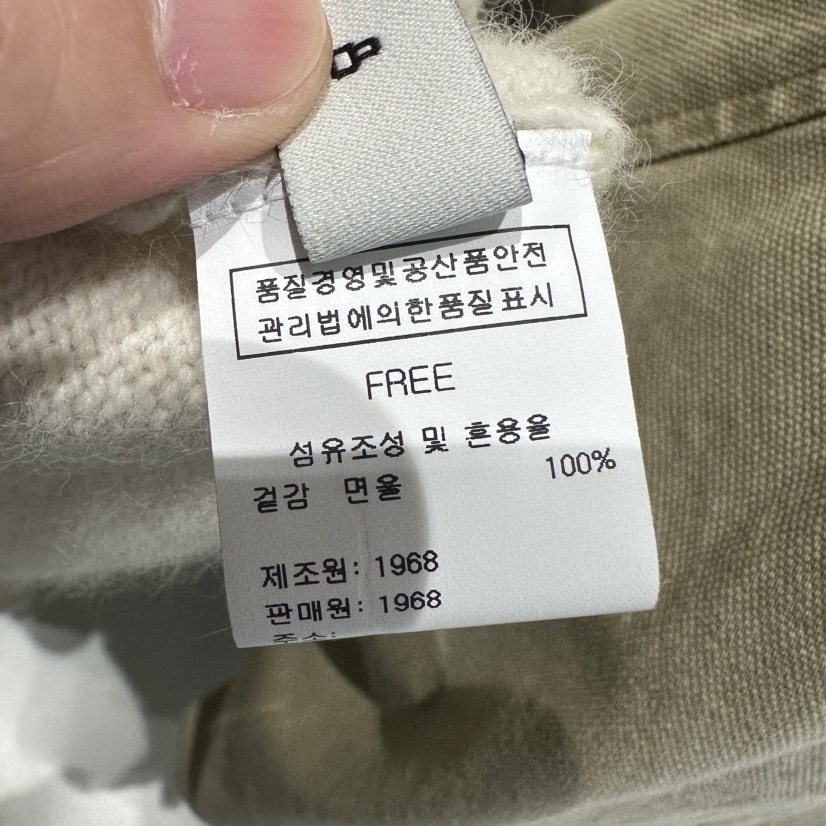 품질경영및공산품안전
관리법에의한품질표시
FREE
섬유조성 및 혼용율
겉감 면울 100%
제조원: 1968
판매원: 1968
주소: